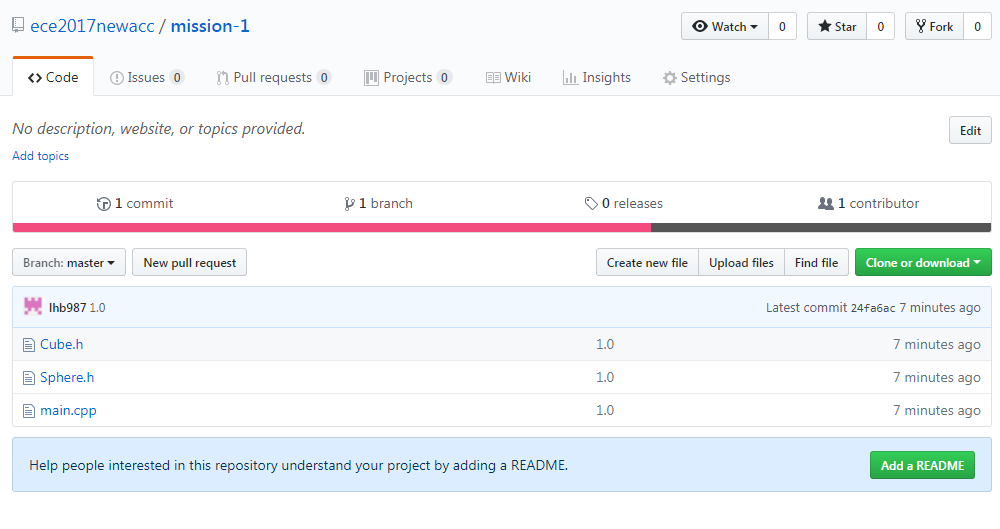 ece2017newacc / mission-1 Watch 0 Star 0 Fork 0
Code Issues 0 Pull requests 0 Projects 0 Wiki Insights Settings
No description, website, or topics provided. Edit
Add topics
1 commit 1 branch 0 releases 1 contributor
Branch: master New pull request Create new file Upload files Find file Clone or download
lhb987 1.0 Latest commit 24fa6ac 7 minutes ago
Cube.h 1.0 7 minutes ago
Sphere.h 1.0 7 minutes ago
main.cpp 1.0 7 minutes ago
Help people interested in this repository understand your project by adding a README. Add a README